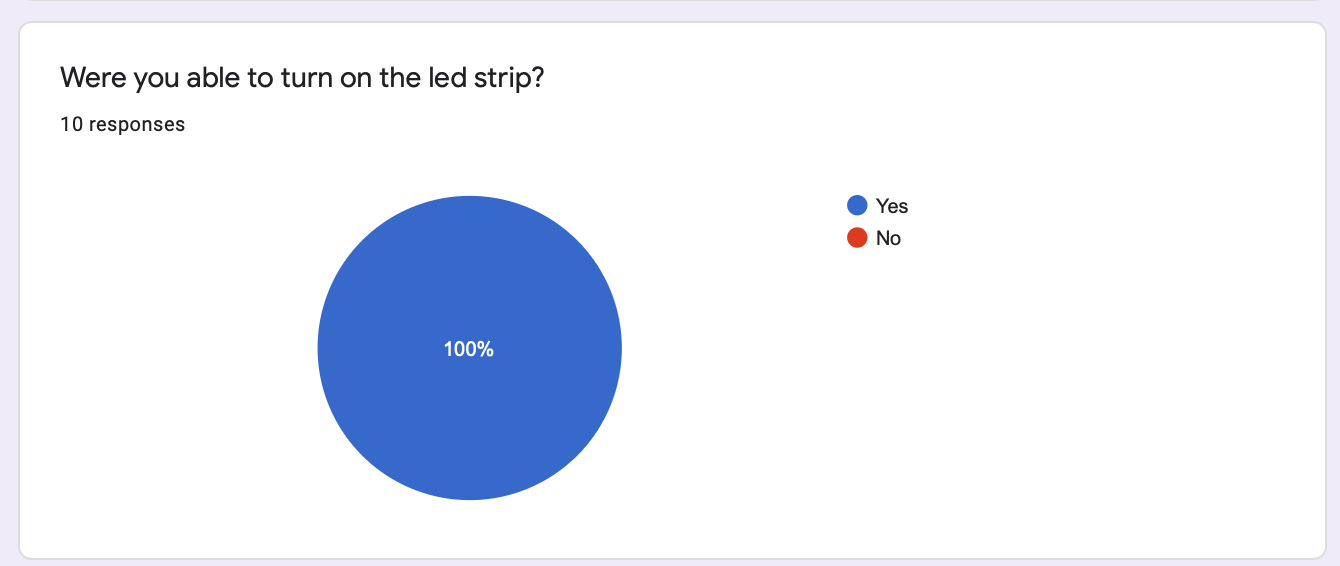 Were you able to turn on the led strip?
10 responses
Yes
No
100%